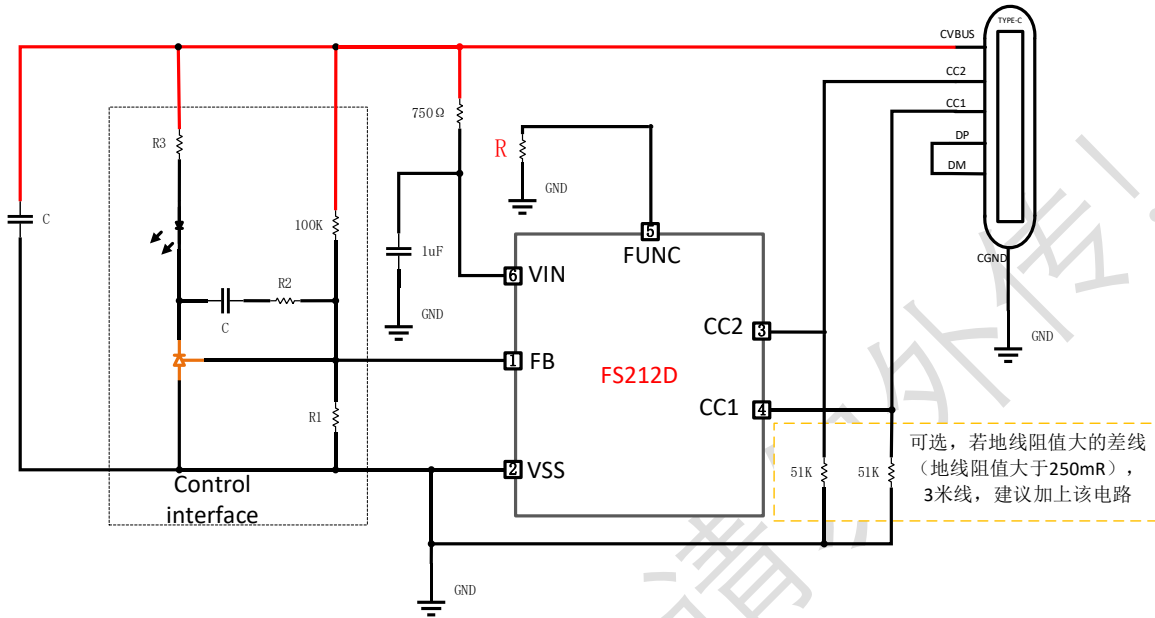 TYPE-C
CVBUS
CC2
CC1
DP
DM
CGND
GND
750Ω
R
GND
R3
C
100K
1uF
GND
R2
C
5
FUNC
6
VIN
1
FB
FS212D
CC2
3
CC1
4
R1
2
VSS
Control
interface
51K
51K
可选，若地线阻值大的差线
（地线阻值大于250mR），
3米线，建议加上该电路
GND
请
外传！